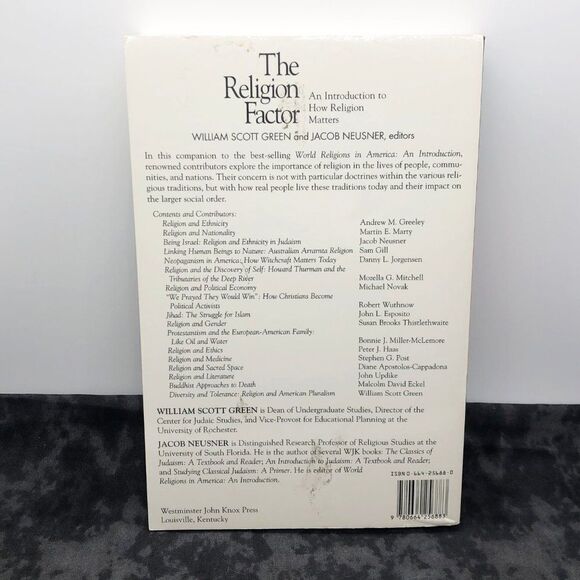 The
Religion
Factor
An Introduction to
How Religion
Matters
WILLIAM SCOTT GREEN and JACOB NEUSNER, editors
In this companion to the best-selling World Religions in America: An Introduction,
renowned contributors explore the importance of religion in the lives of people, commu-
nities, and nations. Their concern is not with particular doctrines within the various reli-
gious traditions, but with how real people live these traditions today and their impact on
the larger social order.
Contents and Contributors:
Religion and Ethnicity Andrew M. Greeley
Religion and Nationality Martin E. Marty
Being Israel: Religion and Ethnicity in Judaism Jacob Neusner
Linking Human Beings to Nature: Australian Arrarnta Religion Sam Gill
Neopaganism in America: How Witchcraft Matters Today Danny L. Jorgensen
Religion and the Discovery of Self: Howard Thurman and the
Tributaries of the Deep River Mozella G. Mitchell
Religion and Political Economy Michael Novak
"We Prayed They Would Win": How Christians Become
Political Activists Robert Wuthnow
Jihad: The Struggle for Islam John L. Esposito
Religion and Gender Susan Brooks Thistlethwaite
Protestantism and the European-American Family:
Like Oil and Water Bonnie J. Miller-McLemore
Religion and Ethics Peter J. Haas
Religion and Medicine Stephen G. Post
Religion and Sacred Space Diane Apostolos-Cappadona
Religion and Literature John Updike
Buddhist Approaches to Death Malcolm David Eckel
Diversity and Tolerance: Religion and American Pluralism William Scott Green
WILLIAM SCOTT GREEN is Dean of Undergraduate Studies, Director of the
Center for Judaic Studies, and Vice-Provost for Educational Planning at the
University of Rochester.
JACOB NEUSNER is Distinguished Research Professor of Religious Studies at the
University of South Florida. He is the author of several WJK books: The Classics of
Judaism: A Textbook and Reader; An Introduction to Judaism: A Textbook and Reader;
and Studying Classical Judaism: A Primer. He is editor of World
Religions in America: An Introduction.
ISBN 0-664-25688-0
9 780664 256883
Westminster John Knox Press
Louisville, Kentucky